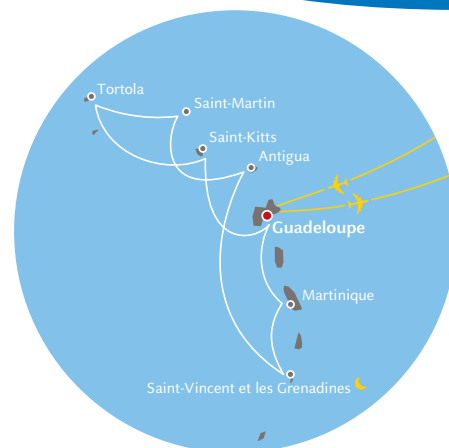 Tortola
Saint-Martin
Saint-Kitts
Antigua
Guadeloupe
Martinique
Saint-Vincent et les Grenadines